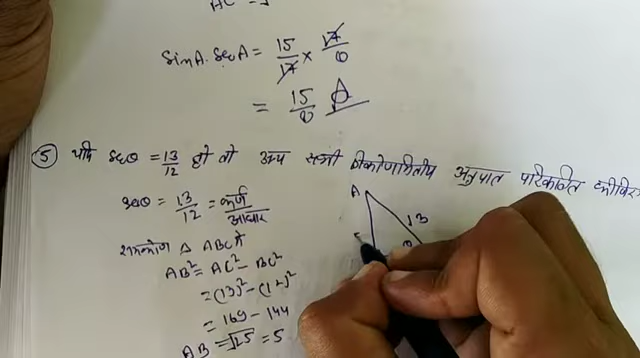 AC =
SinA. SecA = 15/17 × 17/8
= 15/8 A
⑤ यदि secθ = 13/12 हो तो अन्य सभी त्रिकोणमितीय अनुपात परिकलित कीजिए
secθ = 13/12 = कर्ण/आधार
समकोण △ ABC में
AB² = AC² - BC²
= (13)² - (12)²
= 169 - 144
AB = √25 = 5
A
13
θ